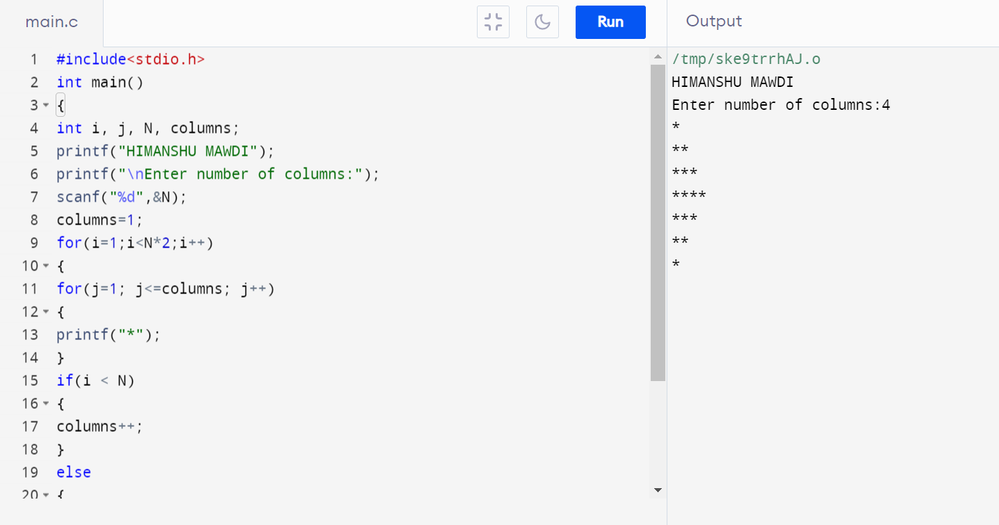 main.c
Run
Output
1 #include<stdio.h>
2 int main()
3 {
4 int i, j, N, columns;
5 printf("HIMANSHU MAWDI");
6 printf("\nEnter number of columns:");
7 scanf("%d",&N);
8 columns=1;
9 for(i=1;i<N*2;i++)
10 {
11 for(j=1; j<=columns; j++)
12 {
13 printf("*");
14 }
15 if(i < N)
16 {
17 columns++;
18 }
19 else
20 {
/tmp/ske9trrhAJ.o
HIMANSHU MAWDI
Enter number of columns:4
*
**
***
****
***
**
*